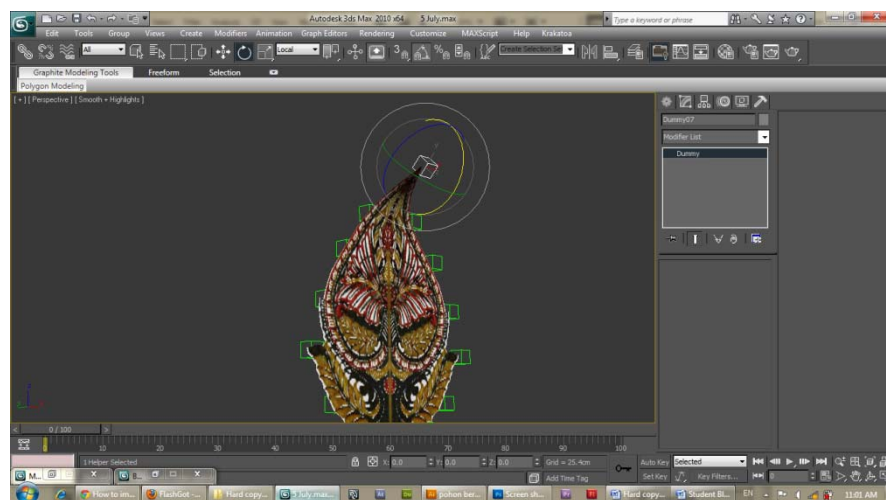 Autodesk 3ds Max 2010 x64 5 July.max
Type a keyword or phrase
Edit Tools Group Views Create Modifiers Animation Graph Editors Rendering Customize MAXScript Help Krakatoa
All
Local
Create Selection Se
Graphite Modeling Tools Freeform Selection
Polygon Modeling
[ + ] [ Perspective ] [ Smooth + Highlights ]
Dummy07
Modifier List
Dummy
0 / 100
10 20 30 40 50 60 70 80 90 100
1 Helper Selected
X: 0.0 Y: 0.0 Z: 0.0
Grid = 25.4cm
Auto Key Selected
Add Time Tag
Set Key Key Filters...
M...
How to im...
FlashGot -...
Hard copy...
5 July.max...
pohon ber...
Screen sh...
Hard copy...
Student Bl...
EN
11:01 AM